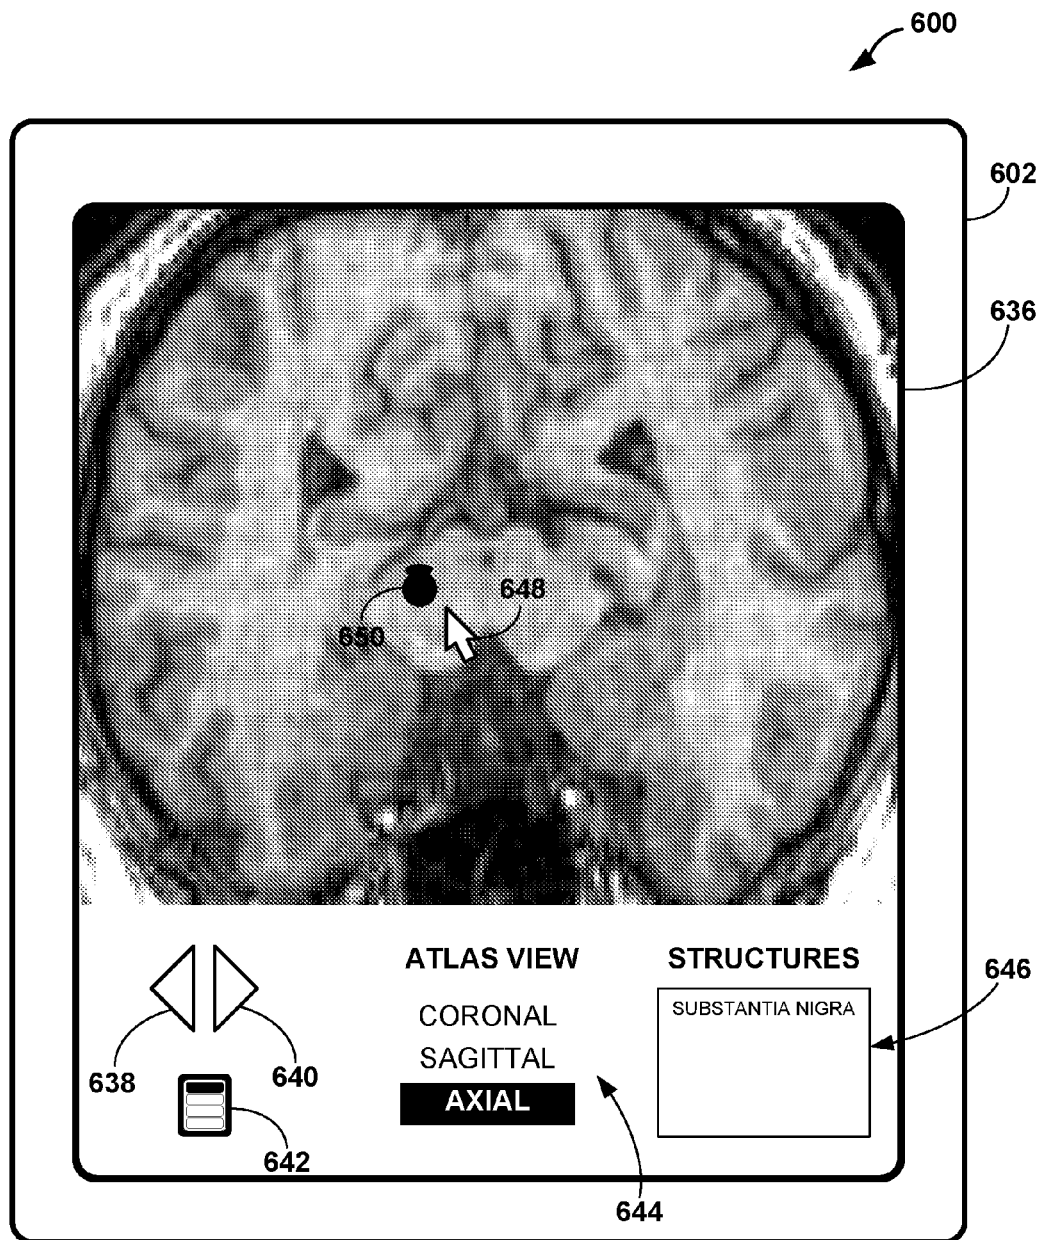 600
602
636
648
650
ATLAS VIEW
STRUCTURES
646
CORONAL
SUBSTANTIA NIGRA
SAGITTAL
638
640
AXIAL
642
644